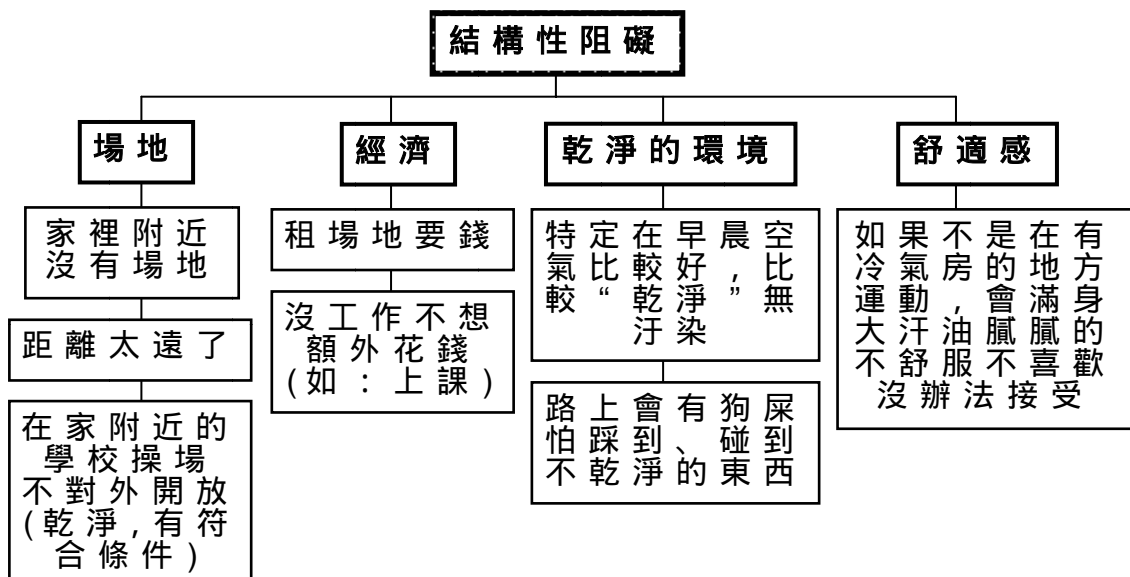 結構性阻礙
場地
家裡附近
沒有場地
距離太遠了
在家附近的
學校操場
不對外開放
(乾淨,有符
合條件)
經濟
租場地要錢
沒工作不想
額外花錢
(如:上課)
乾淨的環境
特定在早晨空
氣比較好,比
較“乾淨”無
汙染
路上會有狗屎
怕踩到、碰到
不乾淨的東西
舒適感
如果不是在有
冷氣房的地方
運動,會滿身
大汗油膩膩的
不舒服不喜歡
沒辦法接受